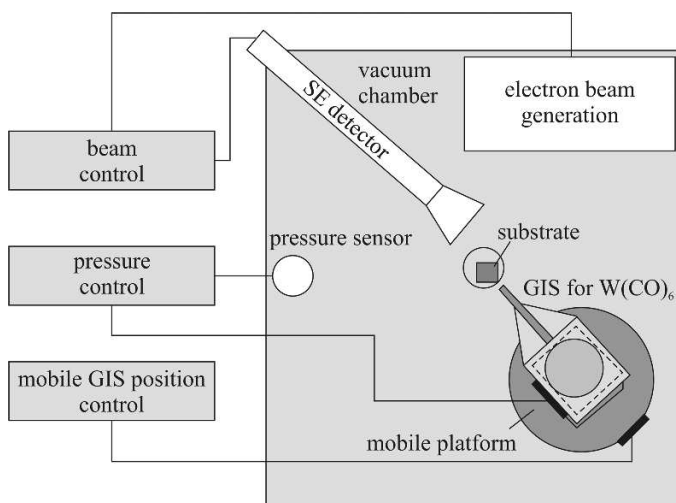 vacuum
chamber
electron beam
generation
SE detector
beam
control
substrate
pressure sensor
pressure
control
GIS for W(CO)₆
mobile GIS position
control
mobile platform